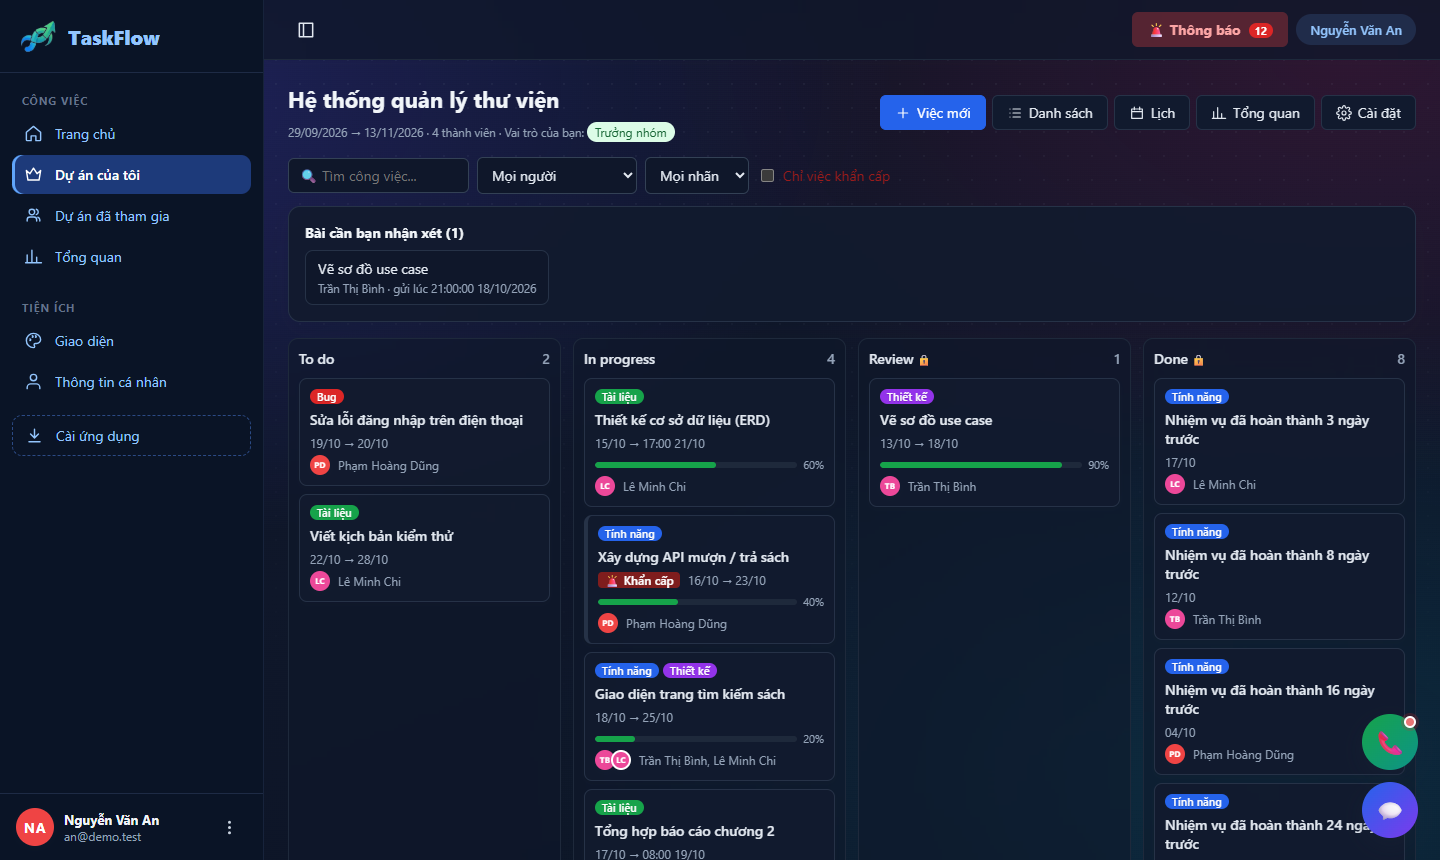 TaskFlow
CÔNG VIỆC
Trang chủ
Dự án của tôi
Dự án đã tham gia
Tổng quan
TIỆN ÍCH
Giao diện
Thông tin cá nhân
Cài ứng dụng
NA
Nguyễn Văn An
an@demo.test
Thông báo 12
Nguyễn Văn An
Hệ thống quản lý thư viện
29/09/2026 → 13/11/2026 · 4 thành viên · Vai trò của bạn: Trưởng nhóm
Việc mới
Danh sách
Lịch
Tổng quan
Cài đặt
Tìm công việc...
Mọi người
Mọi nhãn
Chỉ việc khẩn cấp
Bài cần bạn nhận xét (1)
Vẽ sơ đồ use case
Trần Thị Bình · gửi lúc 21:00:00 18/10/2026
To do 2
Bug
Sửa lỗi đăng nhập trên điện thoại
19/10 → 20/10
PD Phạm Hoàng Dũng
Tài liệu
Viết kịch bản kiểm thử
22/10 → 28/10
LC Lê Minh Chi
In progress 4
Tài liệu
Thiết kế cơ sở dữ liệu (ERD)
15/10 → 17:00 21/10
60%
LC Lê Minh Chi
Tính năng
Xây dựng API mượn / trả sách
Khẩn cấp 16/10 → 23/10
40%
PD Phạm Hoàng Dũng
Tính năng Thiết kế
Giao diện trang tìm kiếm sách
18/10 → 25/10
20%
TB LC Trần Thị Bình, Lê Minh Chi
Tài liệu
Tổng hợp báo cáo chương 2
17/10 → 08:00 19/10
Review 1
Thiết kế
Vẽ sơ đồ use case
13/10 → 18/10
90%
TB Trần Thị Bình
Done 8
Tính năng
Nhiệm vụ đã hoàn thành 3 ngày
trước
17/10
LC Lê Minh Chi
Tính năng
Nhiệm vụ đã hoàn thành 8 ngày
trước
12/10
TB Trần Thị Bình
Tính năng
Nhiệm vụ đã hoàn thành 16 ngày
trước
04/10
PD Phạm Hoàng Dũng
Tính năng
Nhiệm vụ đã hoàn thành 24 ngày
trước